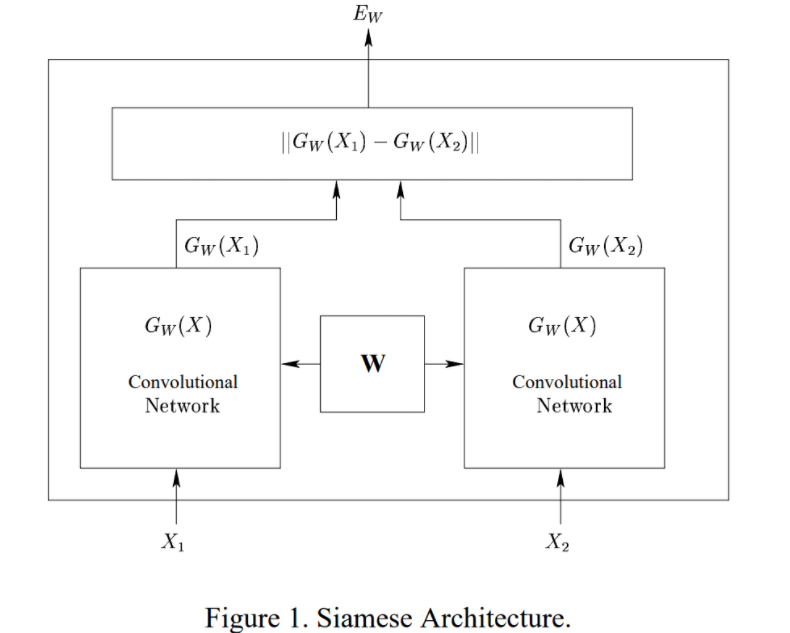 E_W
||G_W(X_1) − G_W(X_2)||
G_W(X_1)
G_W(X_2)
G_W(X)
Convolutional
Network
W
G_W(X)
Convolutional
Network
X_1
X_2
Figure 1. Siamese Architecture.